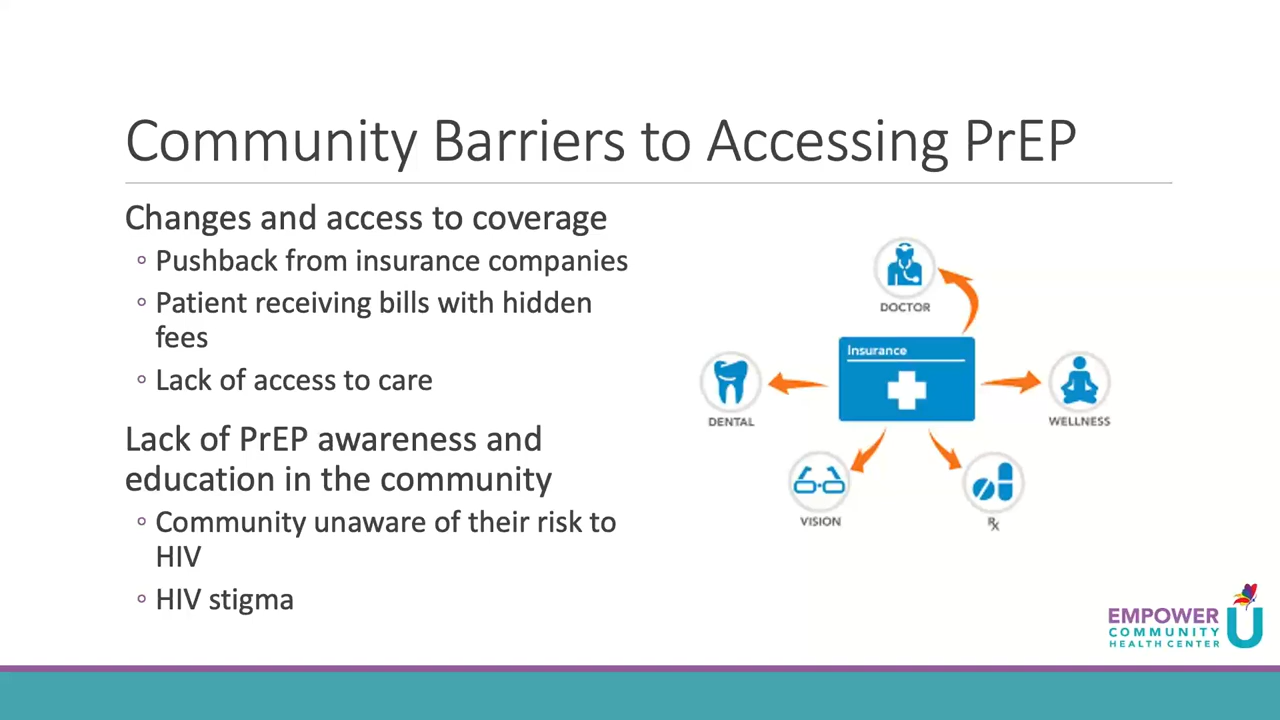 Community Barriers to Accessing PrEP
Changes and access to coverage
◦ Pushback from insurance companies
◦ Patient receiving bills with hidden
fees
◦ Lack of access to care
Lack of PrEP awareness and
education in the community
◦ Community unaware of their risk to
HIV
◦ HIV stigma
DOCTOR
Insurance
DENTAL
WELLNESS
VISION
℞
EMPOWER U
COMMUNITY
HEALTH CENTER